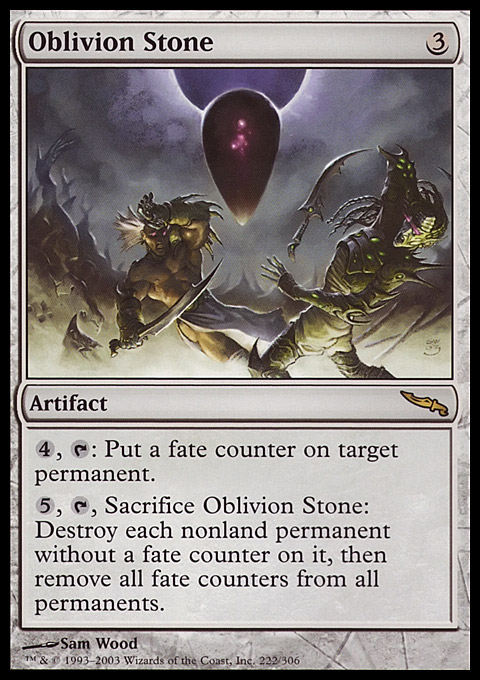 Oblivion Stone 3
Artifact
4, : Put a fate counter on target
permanent.
5, , Sacrifice Oblivion Stone:
Destroy each nonland permanent
without a fate counter on it, then
remove all fate counters from all
permanents.
Sam Wood
™ & © 1993–2003 Wizards of the Coast, Inc. 222/306